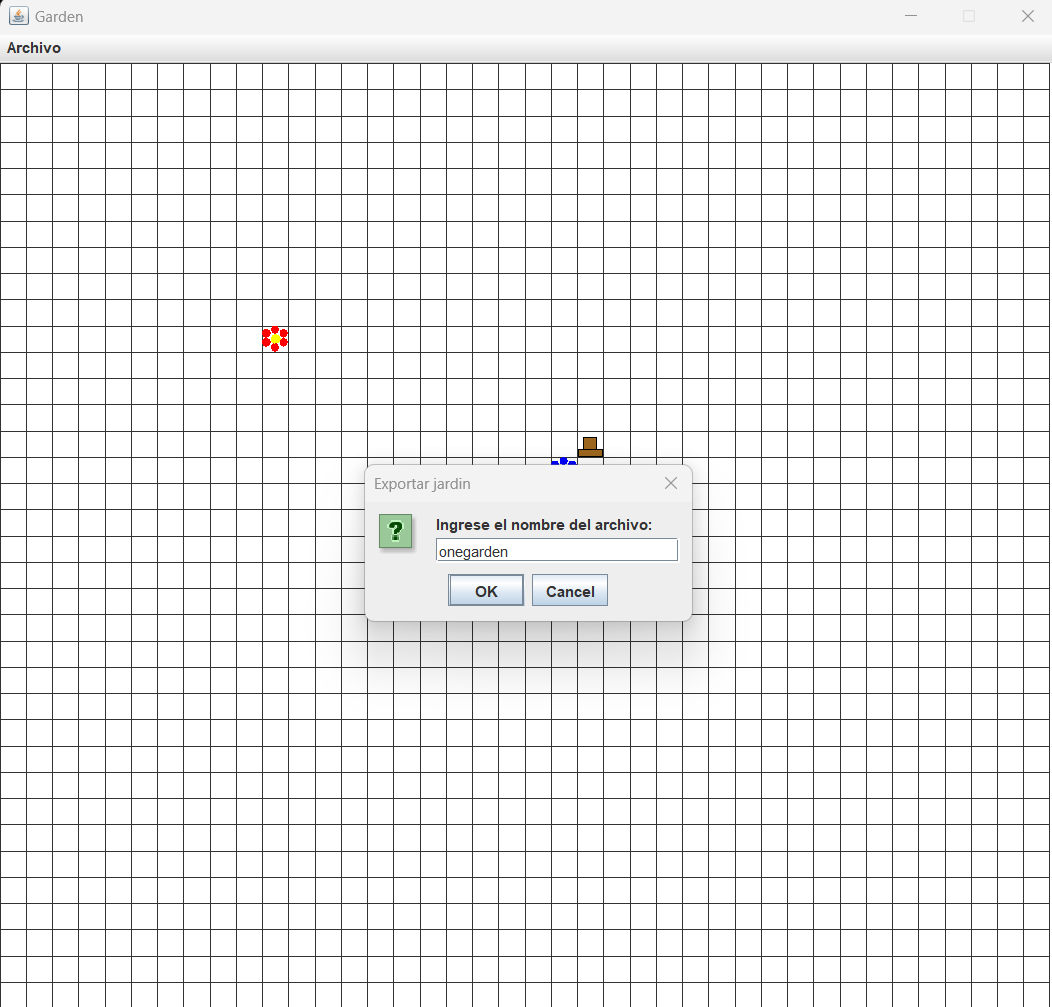 Garden
Archivo
Exportar jardin
?
Ingrese el nombre del archivo:
onegarden
OK
Cancel